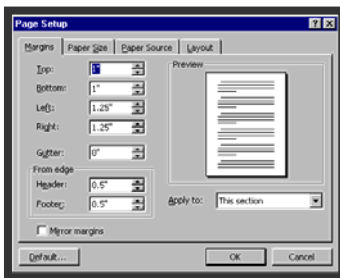 Page Setup
Margins Paper Size Paper Source Layout
Top: 1"
Bottom: 1"
Left: 1.25"
Right: 1.25"
Gutter: 0"
From edge
Header: 0.5"
Footer: 0.5"
Mirror margins
Preview
Apply to: This section
Default... OK Cancel